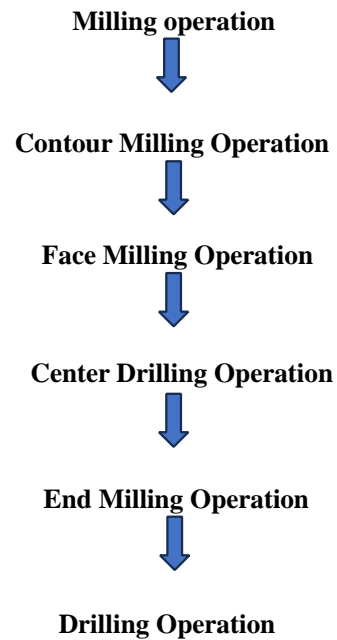 Milling operation
Contour Milling Operation
Face Milling Operation
Center Drilling Operation
End Milling Operation
Drilling Operation